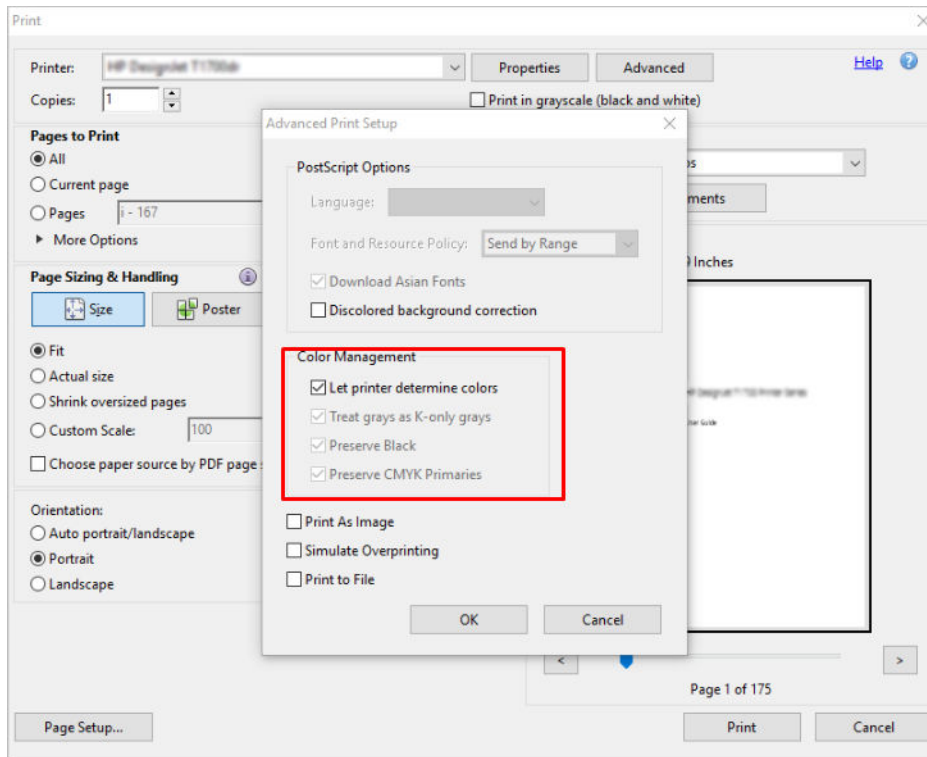 Print
Printer:
Properties
Advanced
Help
Copies: 1
Print in grayscale (black and white)
Pages to Print
All
Current page
Pages i - 167
More Options
Page Sizing & Handling
Size
Poster
Fit
Actual size
Shrink oversized pages
Custom Scale: 100
Choose paper source by PDF page
Orientation:
Auto portrait/landscape
Portrait
Landscape
Advanced Print Setup
PostScript Options
Language:
Font and Resource Policy: Send by Range
Download Asian Fonts
Discolored background correction
Color Management
Let printer determine colors
Treat grays as K-only grays
Preserve Black
Preserve CMYK Primaries
Print As Image
Simulate Overprinting
Print to File
OK
Cancel
ments
Inches
Guide
<
>
Page 1 of 175
Page Setup...
Print
Cancel